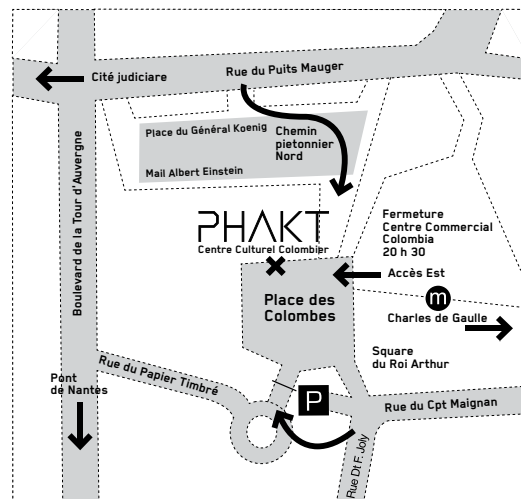 Rue du Puits Mauger
Cité judiciare
Place du Général Koenig
Chemin
pietonnier
Nord
Mail Albert Einstein
Boulevard de la Tour d'Auvergne
PHAKT
Centre Culturel Colombier
Fermeture
Centre Commercial
Colombia
20 h 30
Accès Est
m
Charles de Gaulle
Place des
Colombes
Square
du Roi Arthur
Rue du Papier Timbré
Pont
de Nantes
P
Rue du Cpt Maignan
Rue Dt F. Joly